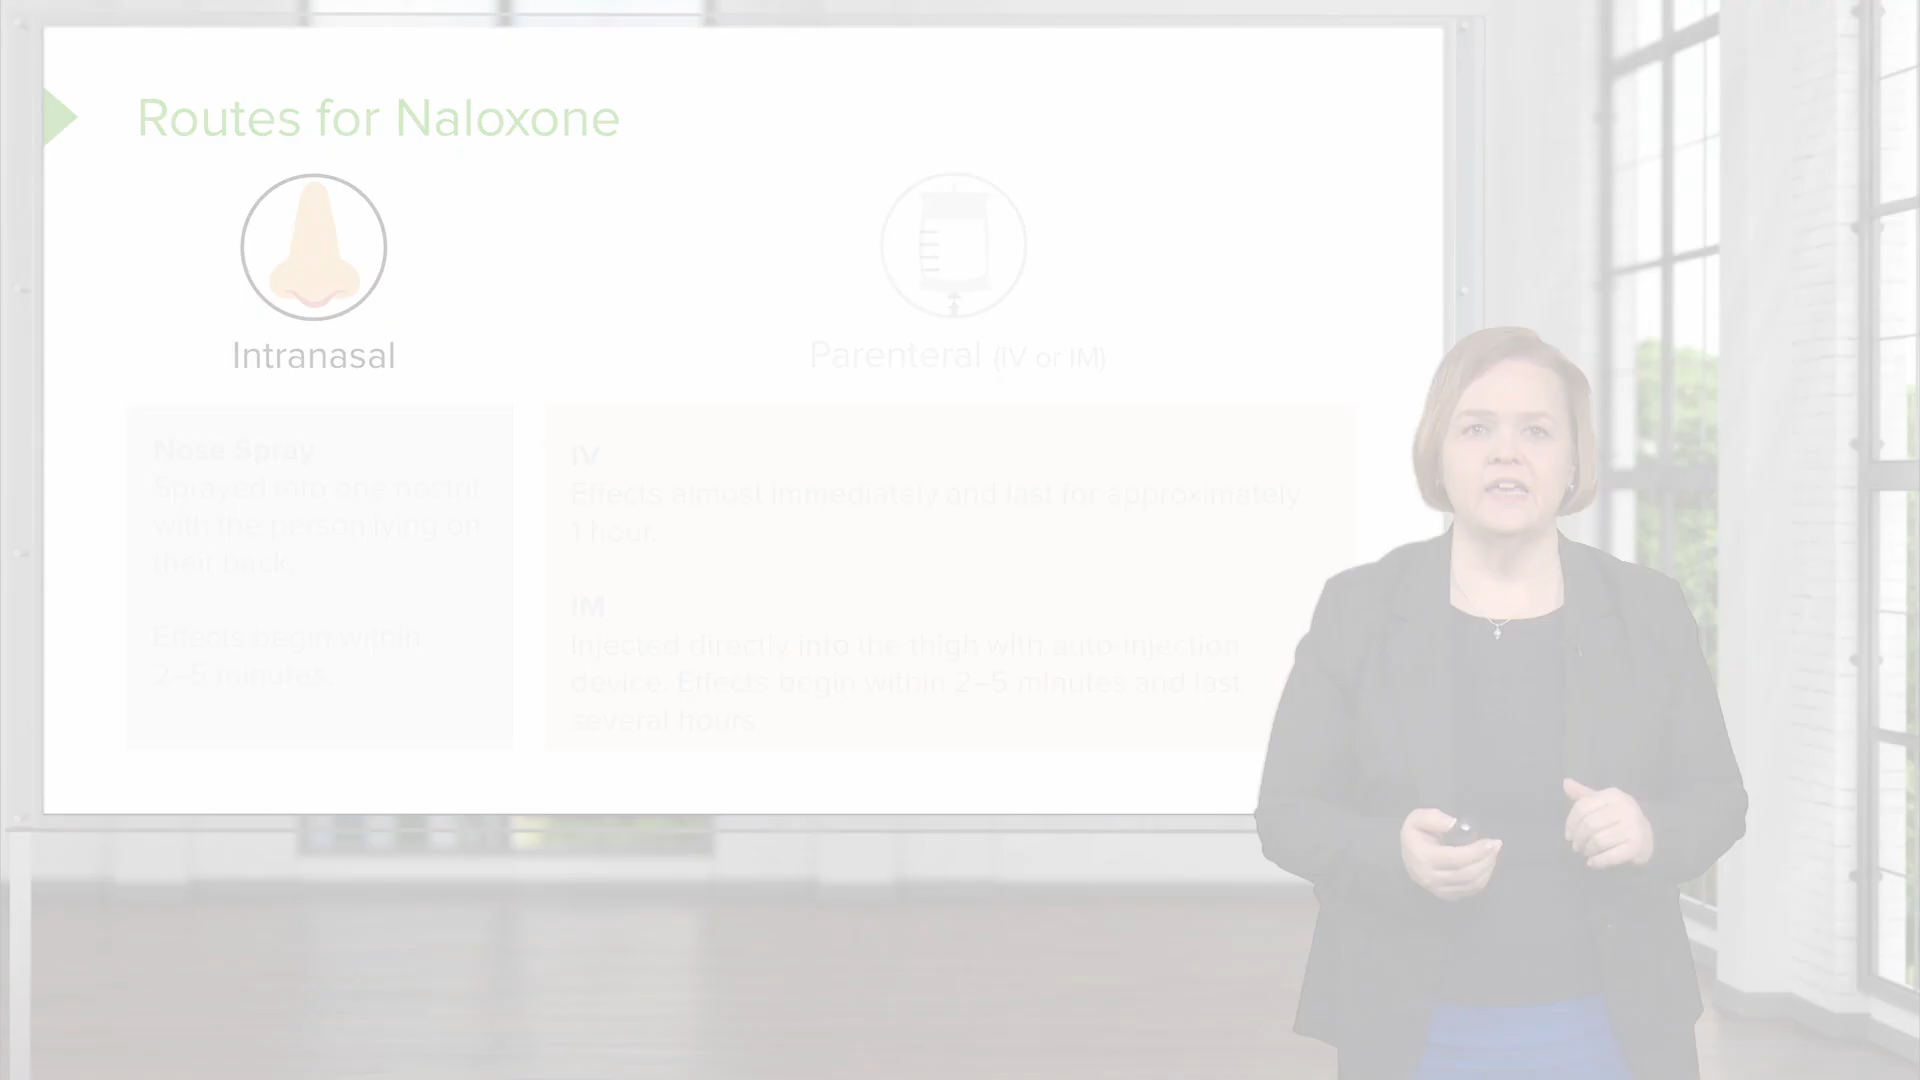 Routes for Naloxone
Intranasal
Parenteral (IV or IM)
Nose Spray
Sprayed into one nostril
with the person lying on
their back.
Effects begin within
2–5 minutes.
IV
Effects almost immediately and last for approximately
1 hour.
IM
Injected directly into the thigh with auto-injection
device. Effects begin within 2–5 minutes and last
several hours